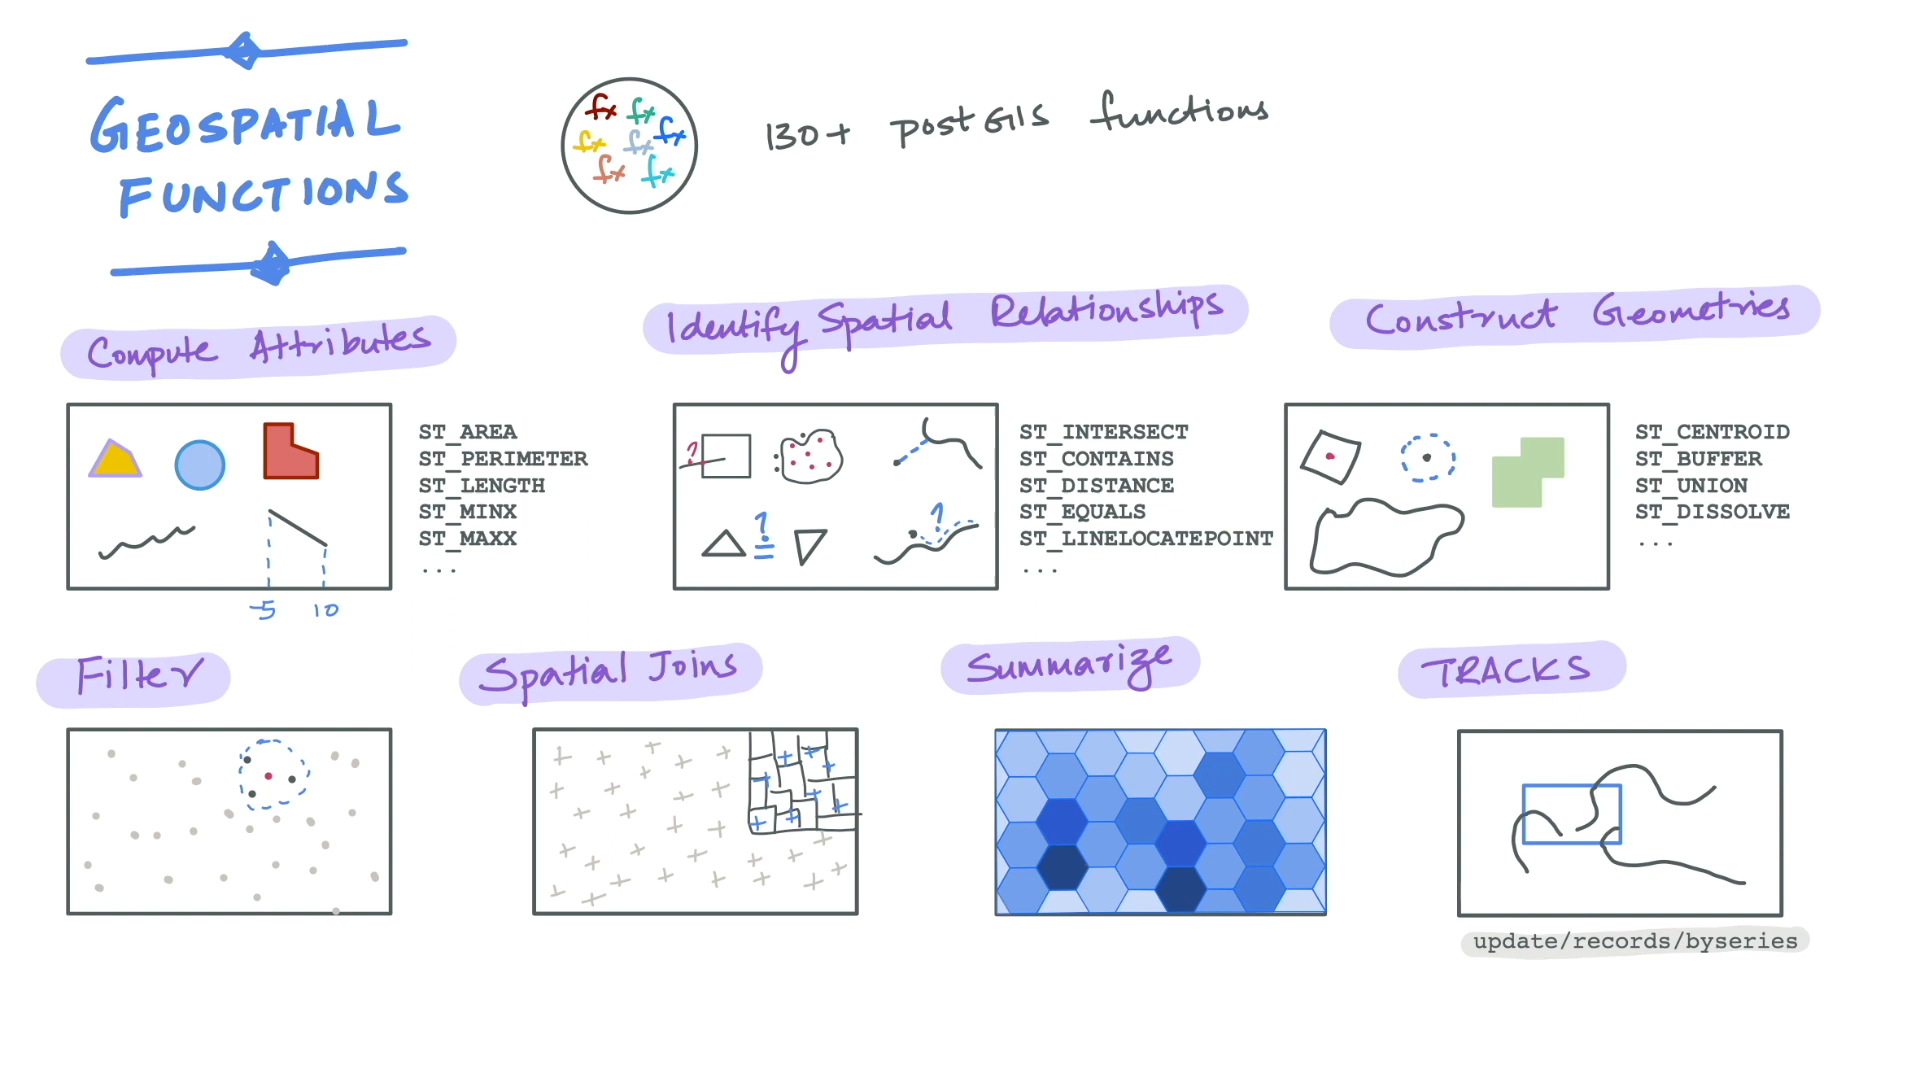 GEOSPATIAL
FUNCTIONS
fx fx
fx fx fx
fx fx
130+ postGIS functions
Compute Attributes
ST_AREA
ST_PERIMETER
ST_LENGTH
ST_MINX
ST_MAXX
...
-5 10
Identify Spatial Relationships
?
?
=
?
ST_INTERSECT
ST_CONTAINS
ST_DISTANCE
ST_EQUALS
ST_LINELOCATEPOINT
...
Construct Geometries
ST_CENTROID
ST_BUFFER
ST_UNION
ST_DISSOLVE
...
Filter
Spatial Joins
Summarize
TRACKS
update/records/byseries